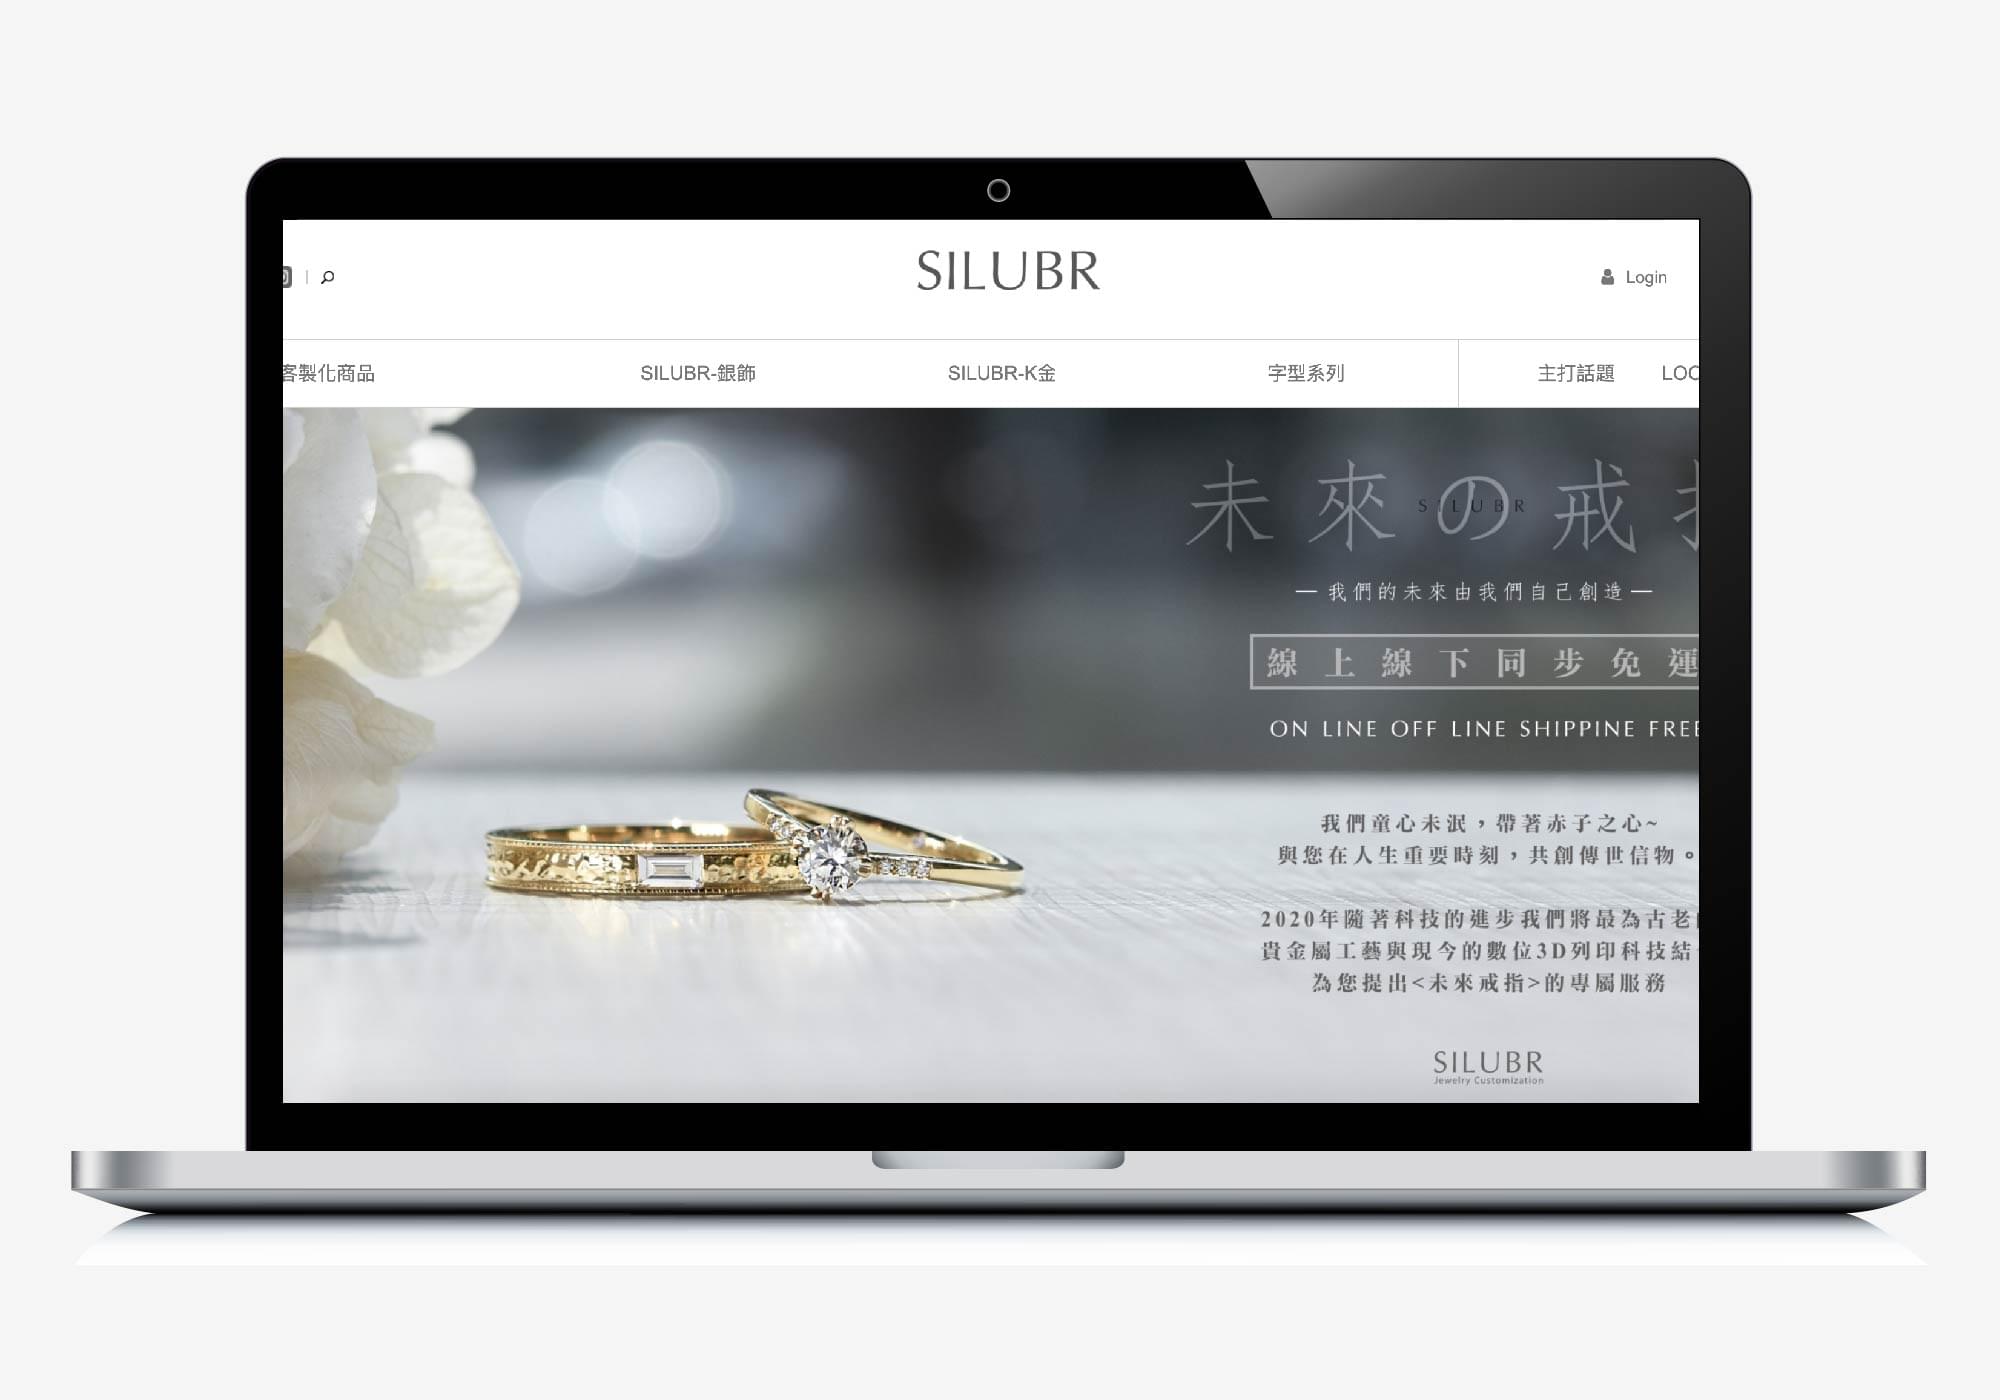 SILUBR
Login
客製化商品
SILUBR-銀飾
SILUBR-K金
字型系列
主打話題
LOO
未來の戒
SILUBR
—我們的未來由我們自己創造—
線上線下同步免運
ON LINE OFF LINE SHIPPINE FREE
我們童心未泯，帶著赤子之心~
與您在人生重要時刻，共創傳世信物。
2020年隨著科技的進步我們將最為古老
貴金屬工藝與現今的數位3D列印科技結
為您提出<未來戒指>的專屬服務
SILUBR
Jewelry Customization